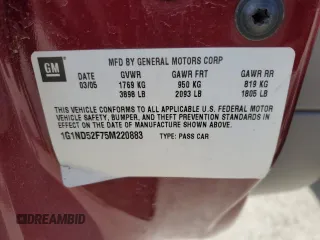 GM
MFD BY GENERAL MOTORS CORP
DATE GVWR GAWR FRT GAWR RR
03/05 1769 KG 950 KG 819 KG
3898 LB 2093 LB 1805 LB
THIS VEHICLE CONFORMS TO ALL APPLICABLE U.S. FEDERAL MOTOR
VEHICLE SAFETY, BUMPER, AND THEFT PREVENTION STANDARDS
IN EFFECT ON THE DATE OF MANUFACTURE SHOWN ABOVE.
1G1ND52F75M220883 TYPE: PASS CAR
AUTOBIDMASTER